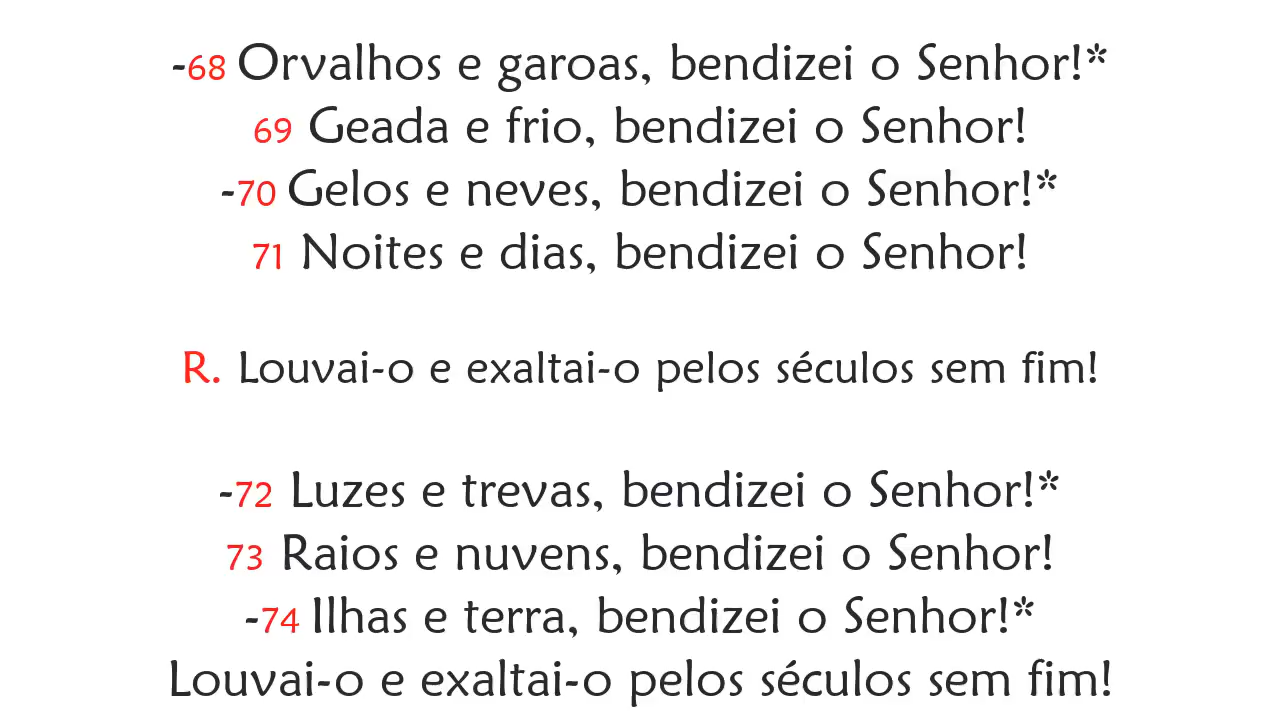 -68 Orvalhos e garoas, bendizei o Senhor!*
69 Geada e frio, bendizei o Senhor!
-70 Gelos e neves, bendizei o Senhor!*
71 Noites e dias, bendizei o Senhor!
R. Louvai-o e exaltai-o pelos séculos sem fim!
-72 Luzes e trevas, bendizei o Senhor!*
73 Raios e nuvens, bendizei o Senhor!
-74 Ilhas e terra, bendizei o Senhor!*
Louvai-o e exaltai-o pelos séculos sem fim!